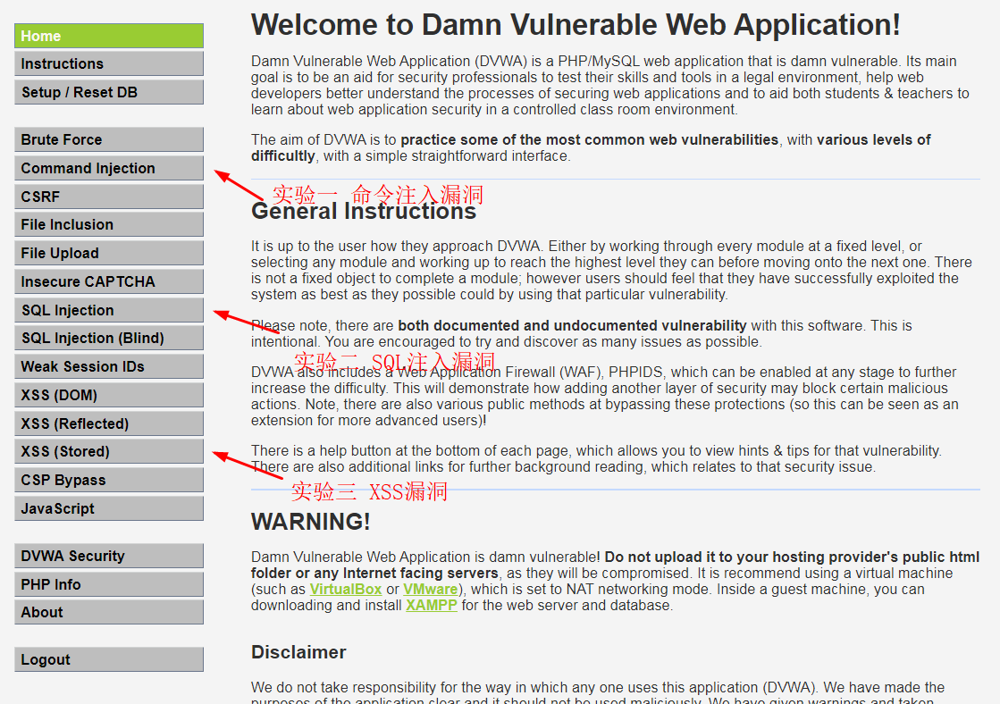 Home
Instructions
Setup / Reset DB
Brute Force
Command Injection
CSRF
File Inclusion
File Upload
Insecure CAPTCHA
SQL Injection
SQL Injection (Blind)
Weak Session IDs
XSS (DOM)
XSS (Reflected)
XSS (Stored)
CSP Bypass
JavaScript
DVWA Security
PHP Info
About
Logout
Welcome to Damn Vulnerable Web Application!
Damn Vulnerable Web Application (DVWA) is a PHP/MySQL web application that is damn vulnerable. Its main
goal is to be an aid for security professionals to test their skills and tools in a legal environment, help web
developers better understand the processes of securing web applications and to aid both students & teachers to
learn about web application security in a controlled class room environment.
The aim of DVWA is to practice some of the most common web vulnerabilities, with various levels of
difficultly, with a simple straightforward interface.
实验一 命令注入漏洞
General Instructions
It is up to the user how they approach DVWA. Either by working through every module at a fixed level, or
selecting any module and working up to reach the highest level they can before moving onto the next one. There
is not a fixed object to complete a module; however users should feel that they have successfully exploited the
system as best as they possible could by using that particular vulnerability.
Please note, there are both documented and undocumented vulnerability with this software. This is
intentional. You are encouraged to try and discover as many issues as possible.
实验二 SQL注入漏洞
DVWA also includes a Web Application Firewall (WAF), PHPIDS, which can be enabled at any stage to further
increase the difficulty. This will demonstrate how adding another layer of security may block certain malicious
actions. Note, there are also various public methods at bypassing these protections (so this can be seen as an
extension for more advanced users)!
There is a help button at the bottom of each page, which allows you to view hints & tips for that vulnerability.
There are also additional links for further background reading, which relates to that security issue.
实验三 XSS漏洞
WARNING!
Damn Vulnerable Web Application is damn vulnerable! Do not upload it to your hosting provider's public html
folder or any Internet facing servers, as they will be compromised. It is recommend using a virtual machine
(such as VirtualBox or VMware), which is set to NAT networking mode. Inside a guest machine, you can
downloading and install XAMPP for the web server and database.
Disclaimer
We do not take responsibility for the way in which any one uses this application (DVWA). We have made the
purposes of the application clear and it should not be used maliciously. We have given warnings and taken